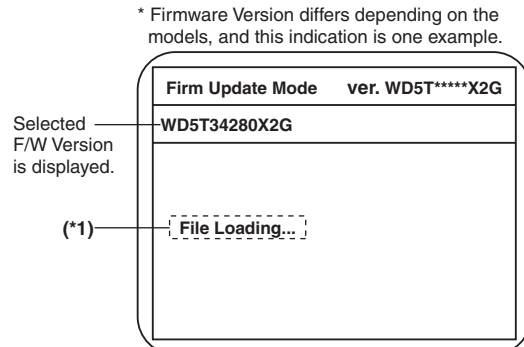 * Firmware Version differs depending on the
models, and this indication is one example.
Firm Update Mode ver. WD5T*****X2G
Selected
F/W Version
is displayed.
WD5T34280X2G
(*1)
File Loading...